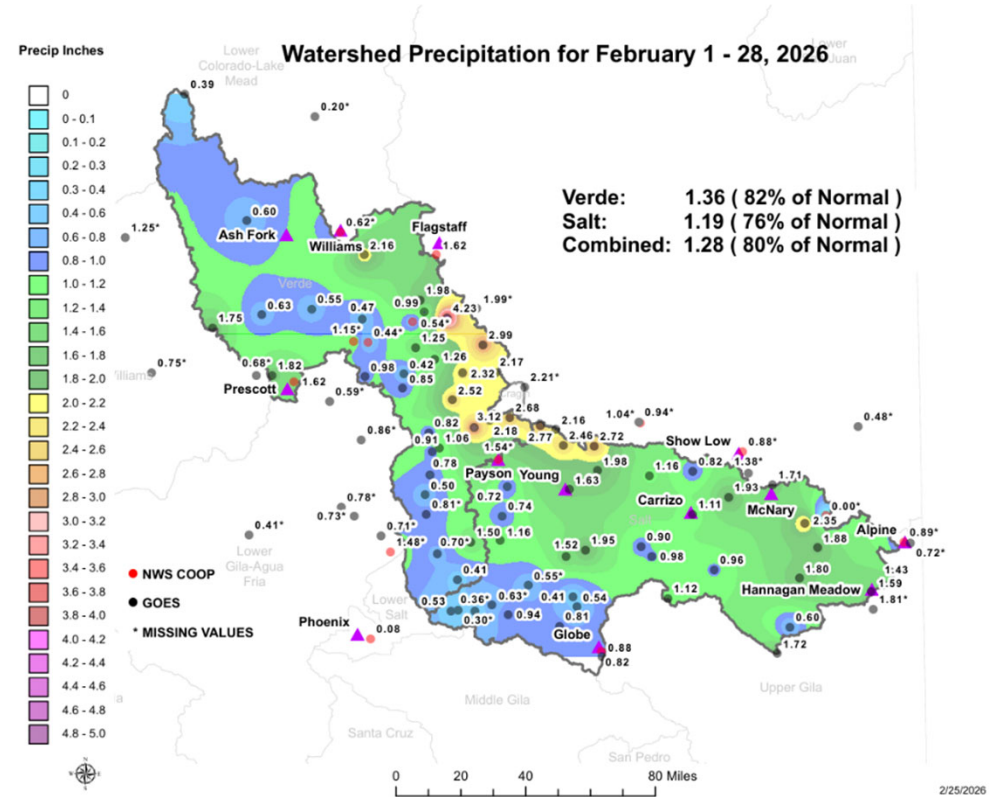 Watershed Precipitation for February 1 - 28, 2026
Precip Inches
0
0 - 0.1
0.1 - 0.2
0.2 - 0.3
0.3 - 0.4
0.4 - 0.6
0.6 - 0.8
0.8 - 1.0
1.0 - 1.2
1.2 - 1.4
1.4 - 1.6
1.6 - 1.8
1.8 - 2.0
2.0 - 2.2
2.2 - 2.4
2.4 - 2.6
2.6 - 2.8
2.8 - 3.0
3.0 - 3.2
3.2 - 3.4
3.4 - 3.6
3.6 - 3.8
3.8 - 4.0
4.0 - 4.2
4.2 - 4.4
4.4 - 4.6
4.6 - 4.8
4.8 - 5.0
NWS COOP
GOES
* MISSING VALUES
Verde: 1.36 ( 82% of Normal )
Salt: 1.19 ( 76% of Normal )
Combined: 1.28 ( 80% of Normal )
Lower
Colorado-Lake
Mead
Lower
Juan
0.39
0.20*
1.25*
0.60
Ash Fork
0.62*
Williams
2.16
Flagstaff
1.62
Verde
0.63
0.55
0.47
0.99
1.98
4.23
1.99*
1.75
1.15*
0.44*
0.54*
1.25
2.99
0.75*
0.68*
1.82
1.62
Prescott
0.59*
0.98
0.42
0.85
1.26
2.32
2.17
2.52
2.21*
0.86*
0.82
0.91
1.06
3.12
2.68
2.18
2.77
2.16
2.46
2.72
1.04*
0.94*
0.48*
1.54*
Payson
Young
1.63
1.98
Show Low
0.88*
1.16
0.82
1.38*
0.78
0.50
0.81*
0.72
0.74
Carrizo
1.11
1.93
1.71
McNary
0.00*
2.35
0.78*
0.73*
0.41*
0.71*
1.48*
0.70*
1.50
1.16
1.52
1.95
Salt
0.90
0.98
0.96
1.88
Alpine
0.89*
0.72*
1.80
1.43
1.59
Hannagan Meadow
1.81*
Lower
Gila-Agua
Fria
Lower
Salt
0.41
0.53
0.36*
0.30*
0.63*
0.55*
0.41
0.54
0.94
0.81
1.12
0.60
1.72
Phoenix
0.08
Globe
0.88
0.82
Middle Gila
Upper Gila
Santa Cruz
San Pedro
0 20 40 80 Miles
N
W
E
S
2/25/2026